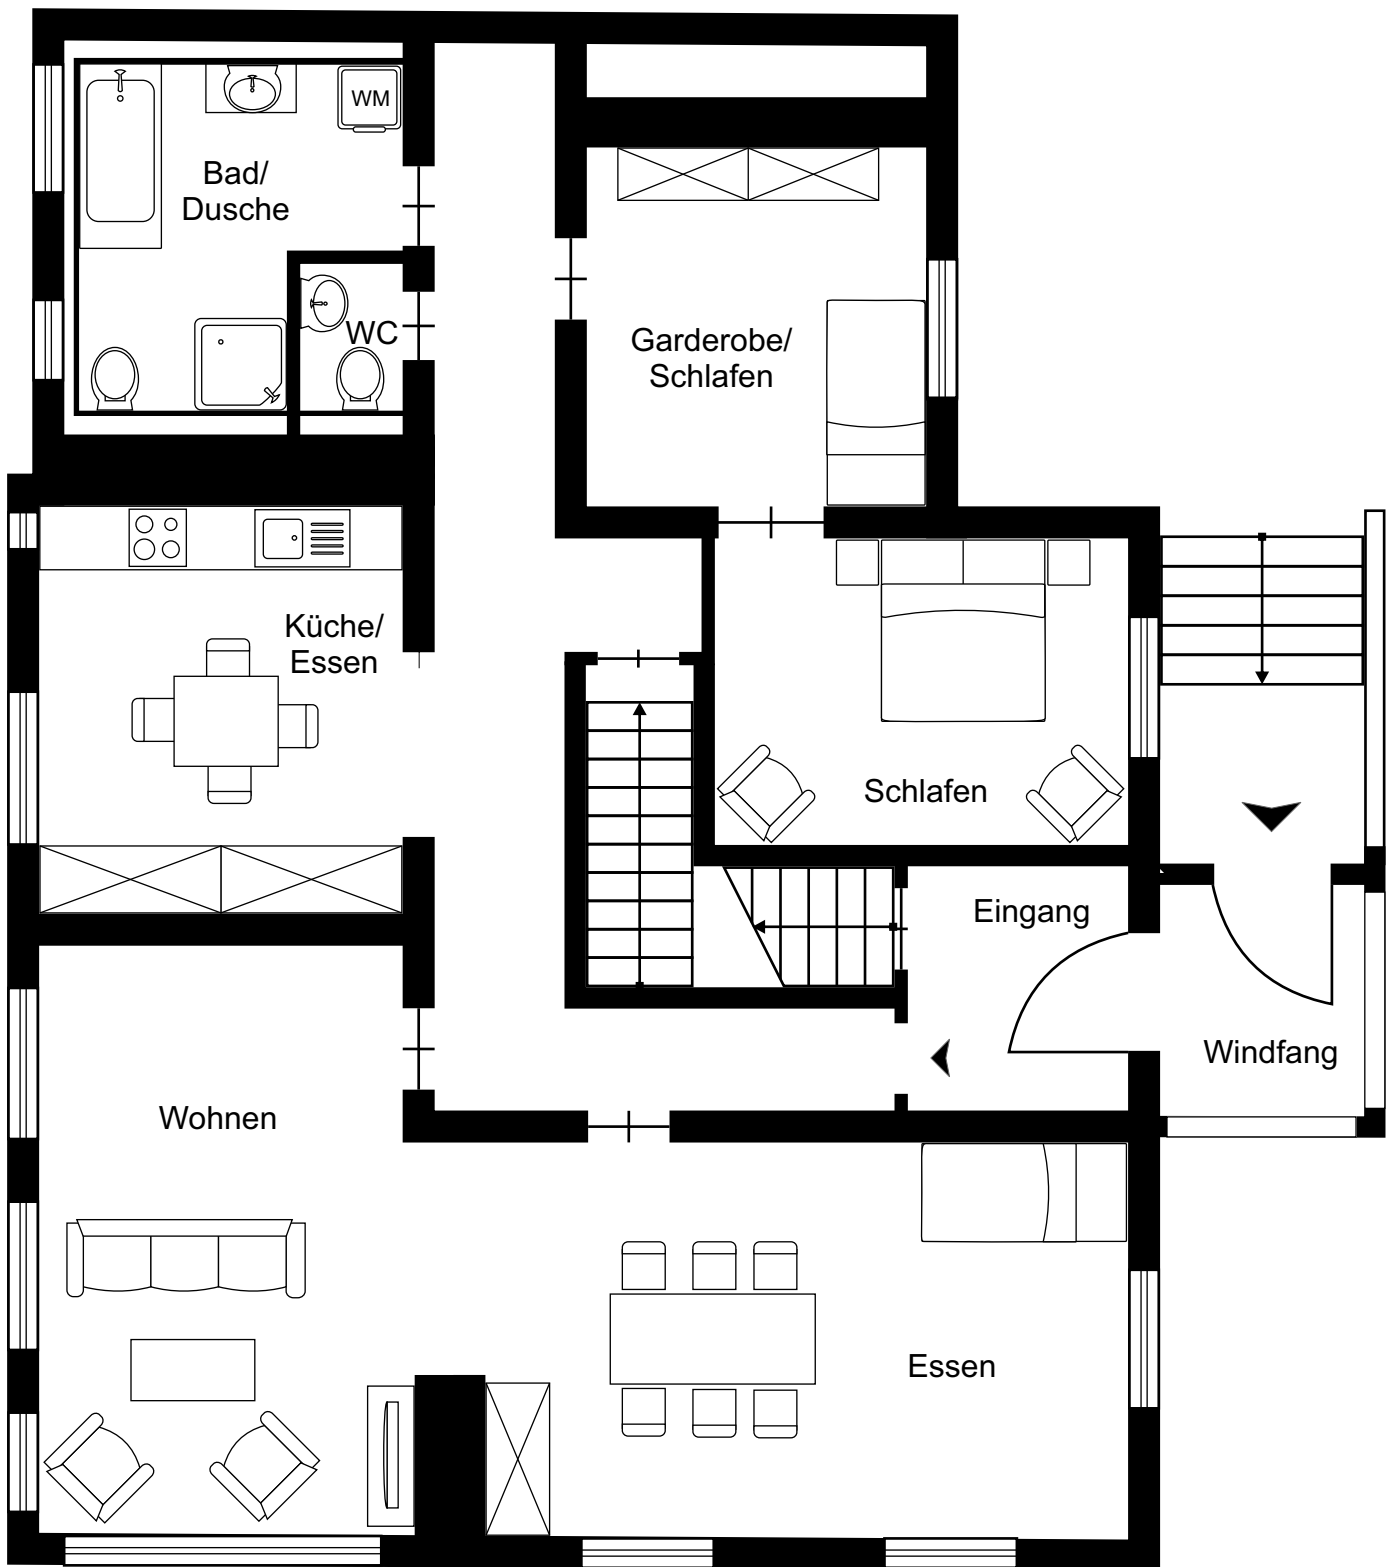 WM
Bad/
Dusche
WC
Garderobe/
Schlafen
Küche/
Essen
Schlafen
Eingang
Windfang
Wohnen
Essen